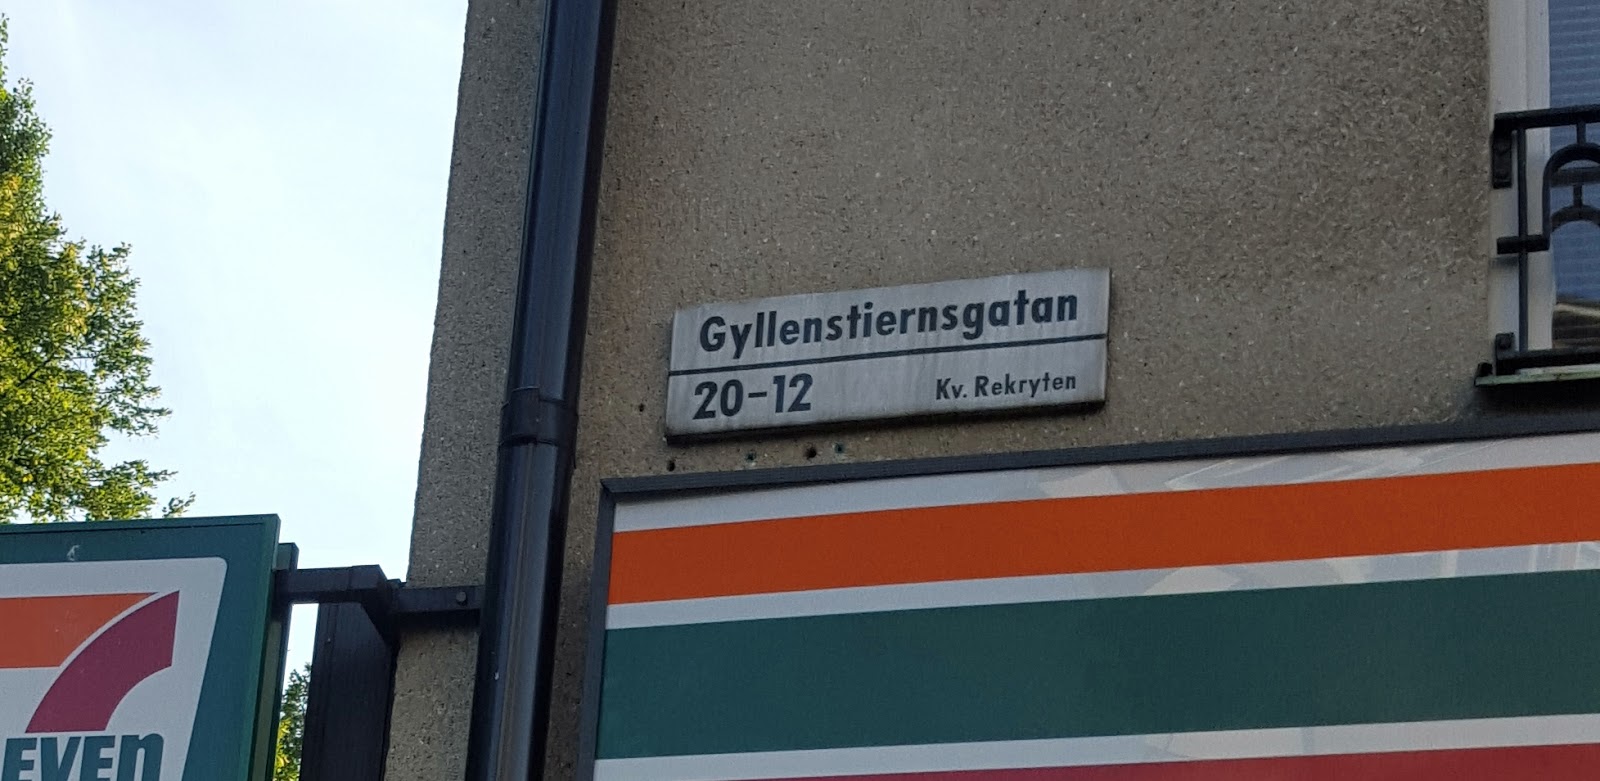 Gyllenstiernsgatan
20-12 Kv. Rekryten
EVEn